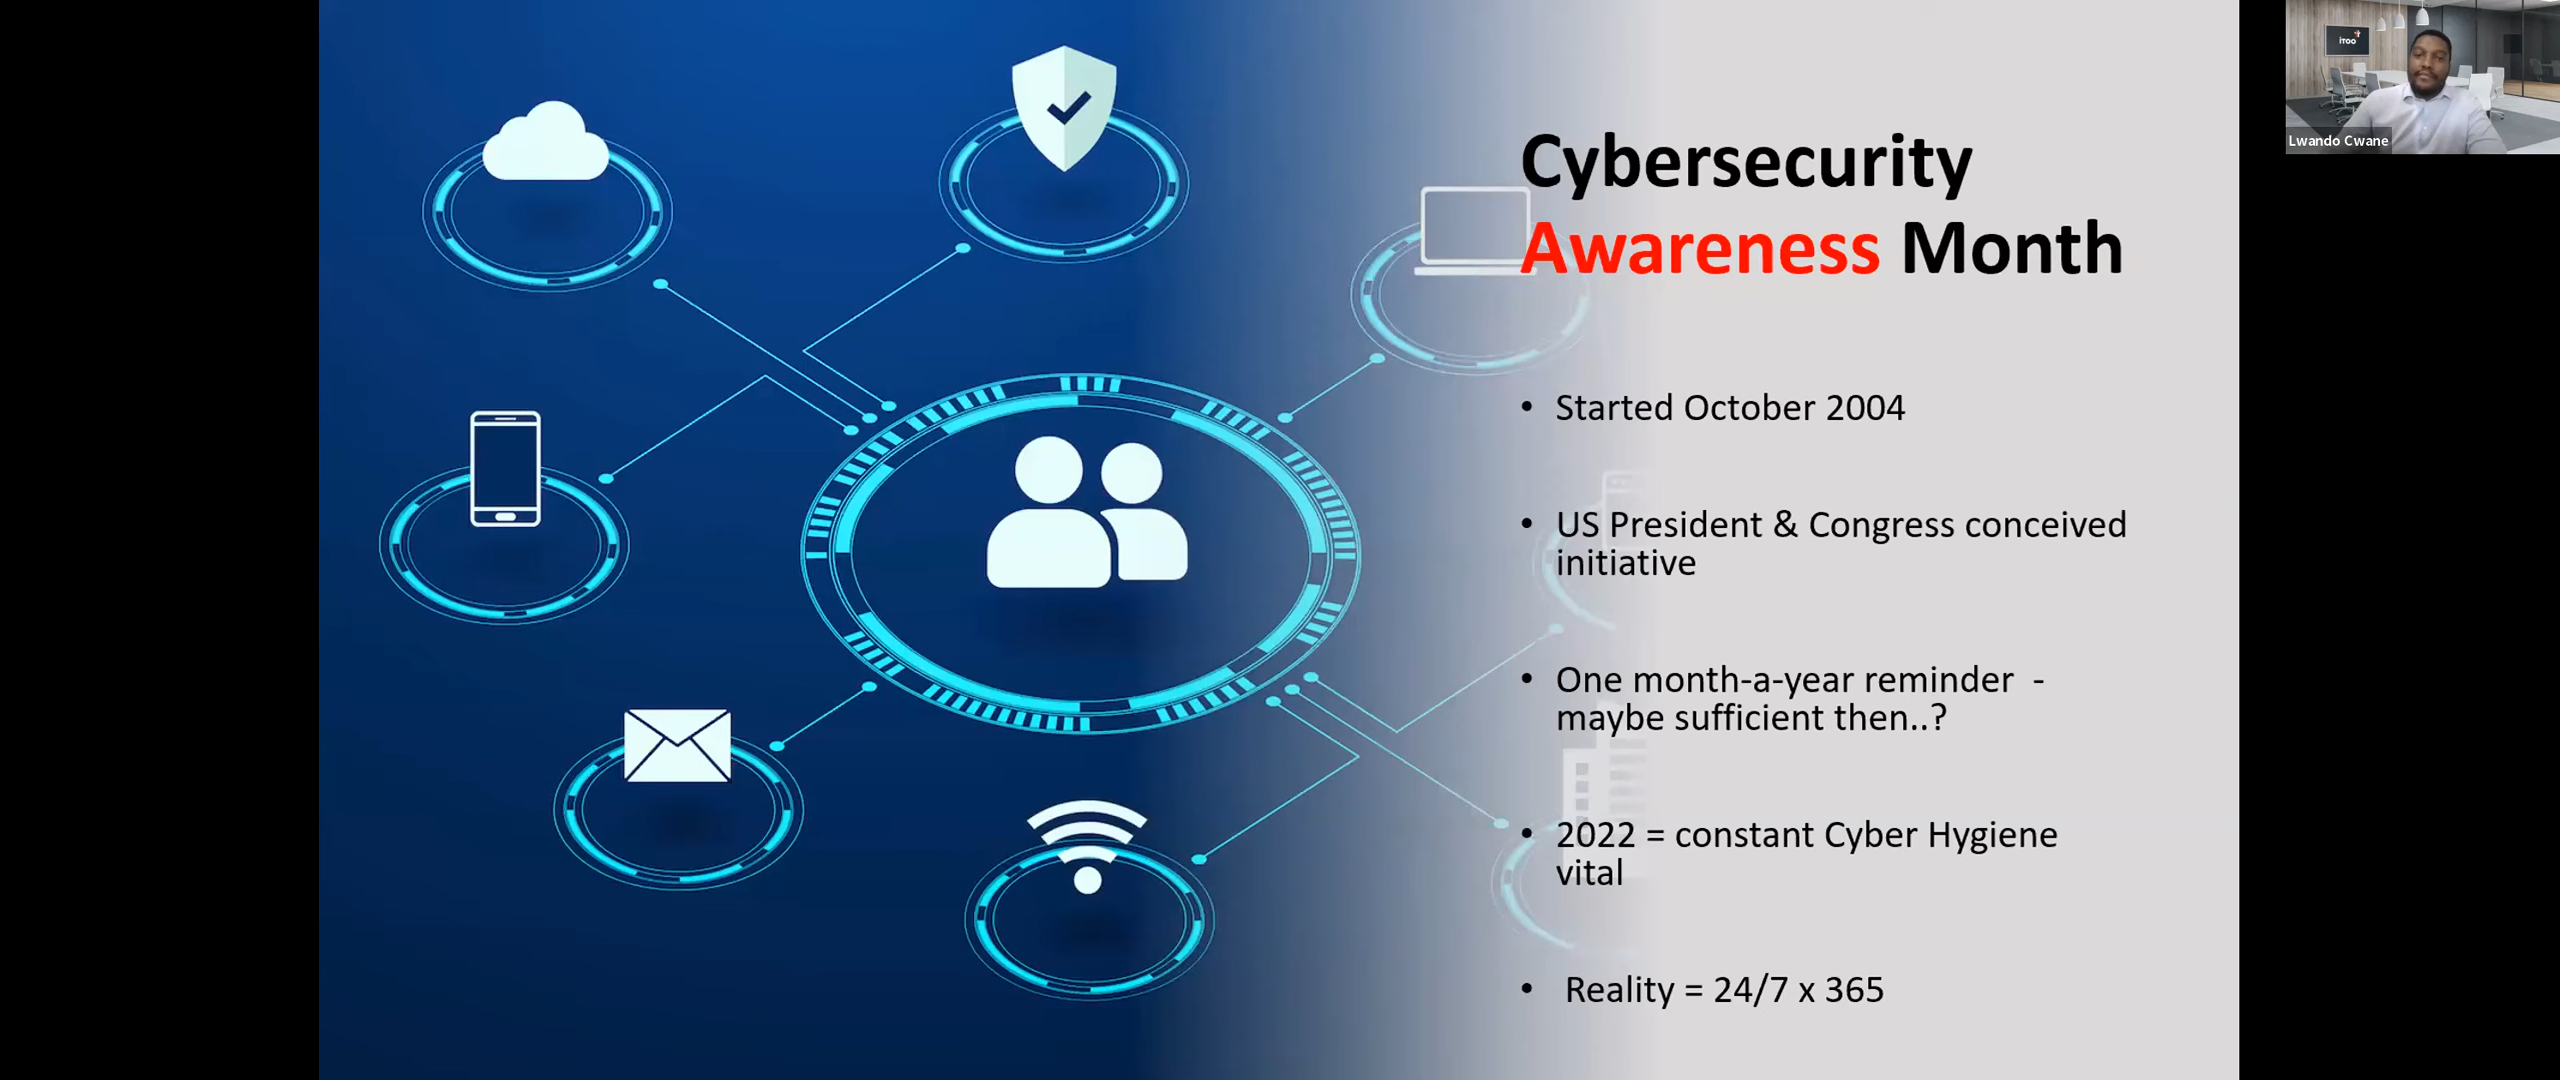 Cybersecurity
Awareness Month
• Started October 2004
• US President & Congress conceived
initiative
• One month-a-year reminder -
maybe sufficient then..?
• 2022 = constant Cyber Hygiene
vital
• Reality = 24/7 x 365
iTOO
Lwando Cwane